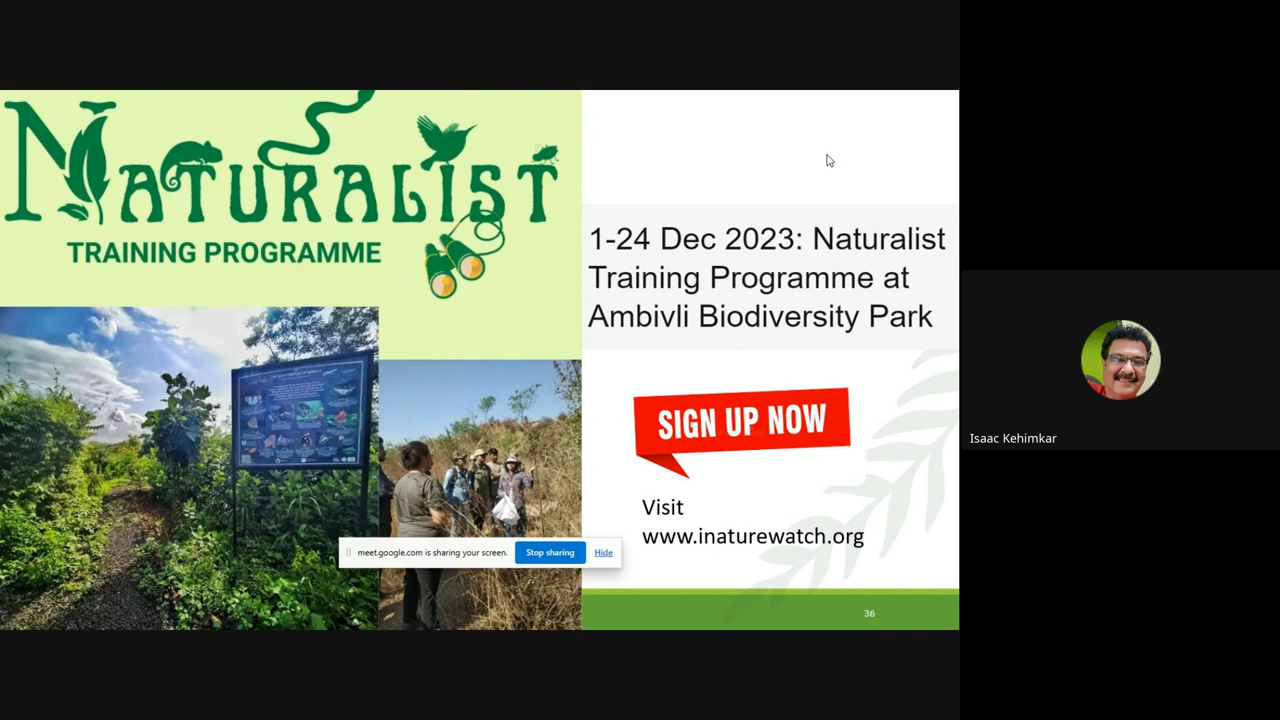 NATURALIST
TRAINING PROGRAMME
1-24 Dec 2023: Naturalist
Training Programme at
Ambivli Biodiversity Park
SIGN UP NOW
Visit
www.inaturewatch.org
meet.google.com is sharing your screen.
Stop sharing
Hide
36
Isaac Kehimkar